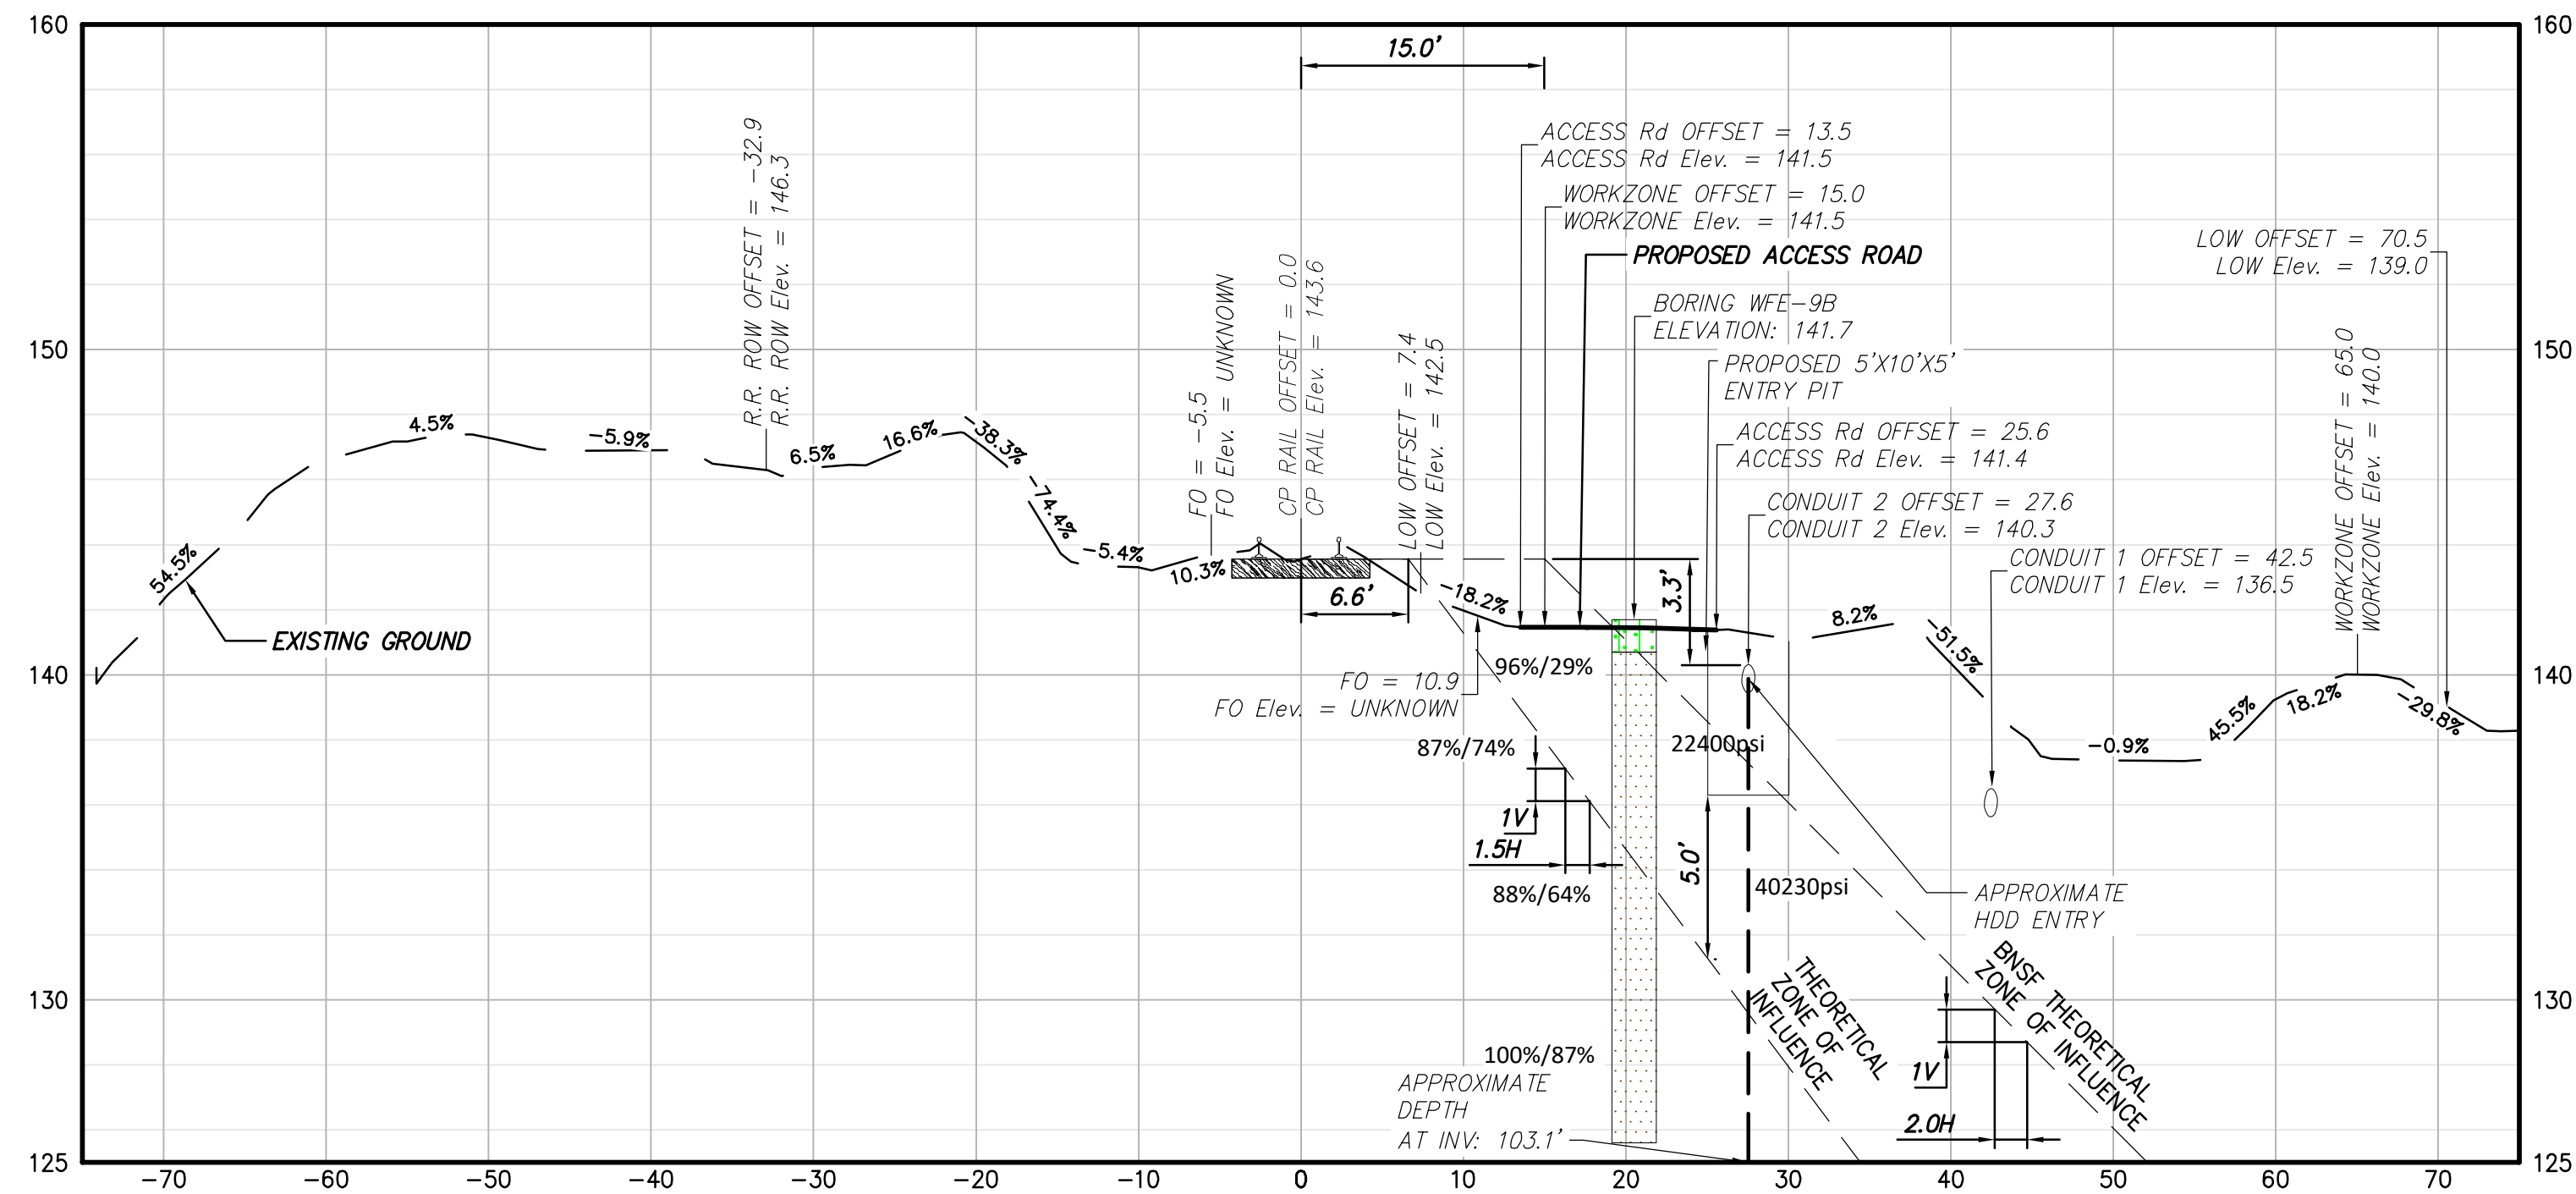 160
160
15.0'
ACCESS Rd OFFSET = 13.5
ACCESS Rd Elev. = 141.5
WORKZONE OFFSET = 15.0
WORKZONE Elev. = 141.5
PROPOSED ACCESS ROAD
LOW OFFSET = 70.5
LOW Elev. = 139.0
BORING WFE-9B
ELEVATION: 141.7
PROPOSED 5'X10'X5'
ENTRY PIT
ACCESS Rd OFFSET = 25.6
ACCESS Rd Elev. = 141.4
CONDUIT 2 OFFSET = 27.6
CONDUIT 2 Elev. = 140.3
CONDUIT 1 OFFSET = 42.5
CONDUIT 1 Elev. = 136.5
WORKZONE OFFSET = 65.0
WORKZONE Elev. = 140.0
R.R. ROW OFFSET = -32.9
R.R. ROW Elev. = 146.3
FO = -5.5
FO Elev. = UNKNOWN
CP RAIL OFFSET = 0.0
CP RAIL Elev. = 143.6
LOW OFFSET = 7.4
LOW Elev. = 142.5
150
150
54.5%
4.5%
-5.9%
6.5%
16.6%
-38.3%
-74.4%
-5.4%
10.3%
-18.2%
8.2%
-51.5%
-0.9%
45.5%
18.2%
-29.8%
EXISTING GROUND
6.6'
3.3'
140
140
FO = 10.9
FO Elev. = UNKNOWN
96%/29%
87%/74%
22400psi
1V
1.5H
88%/64%
5.0'
40230psi
APPROXIMATE
HDD ENTRY
130
130
THEORETICAL
ZONE OF
INFLUENCE
BNSF THEORETICAL
ZONE OF INFLUENCE
1V
2.0H
100%/87%
APPROXIMATE
DEPTH
AT INV: 103.1'
125
125
-70
-60
-50
-40
-30
-20
-10
0
10
20
30
40
50
60
70